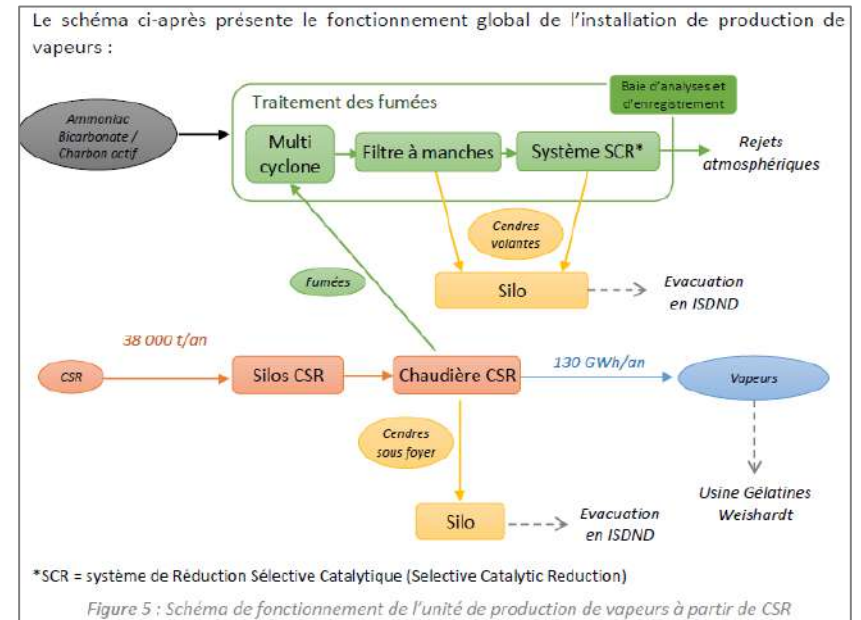 Le schéma ci-après présente le fonctionnement global de l'installation de production de
vapeurs :
Baie d'analyses et
d'enregistrement
Traitement des fumées
Ammoniac
Bicarbonate /
Charbon actif
Multi
cyclone
Filtre à manches
Système SCR*
Rejets
atmosphériques
Cendres
volantes
Fumées
Silo
Evacuation
en ISDND
38 000 t/an
130 GWh/an
CSR
Silos CSR
Chaudière CSR
Vapeurs
Cendres
sous foyer
Usine Gélatines
Weishardt
Silo
Evacuation
en ISDND
*SCR = système de Réduction Sélective Catalytique (Selective Catalytic Reduction)
Figure 5 : Schéma de fonctionnement de l'unité de production de vapeurs à partir de CSR